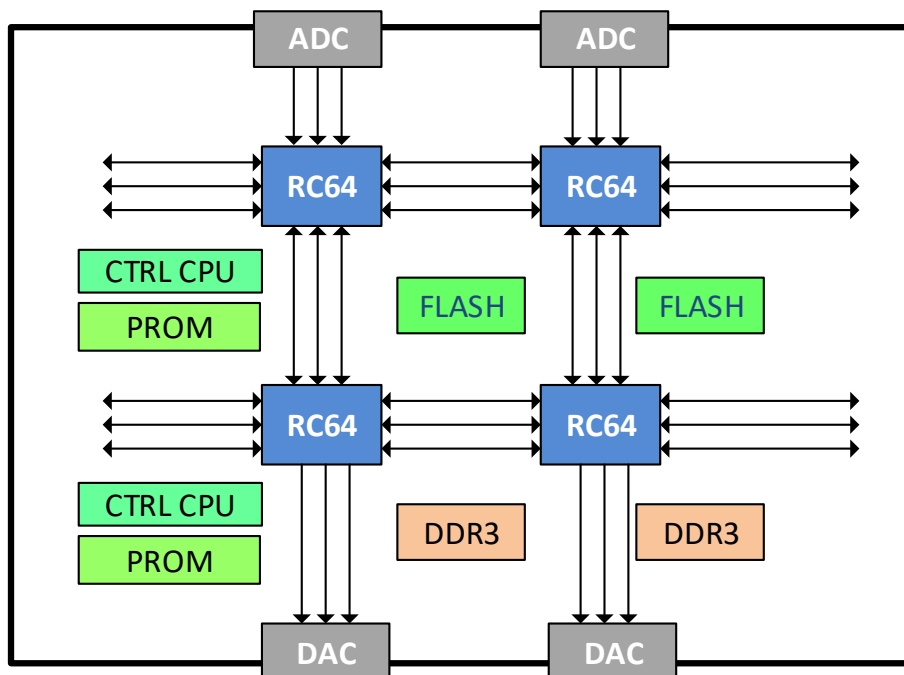 ADC
ADC
RC64
RC64
CTRL CPU
PROM
FLASH
FLASH
RC64
RC64
CTRL CPU
PROM
DDR3
DDR3
DAC
DAC